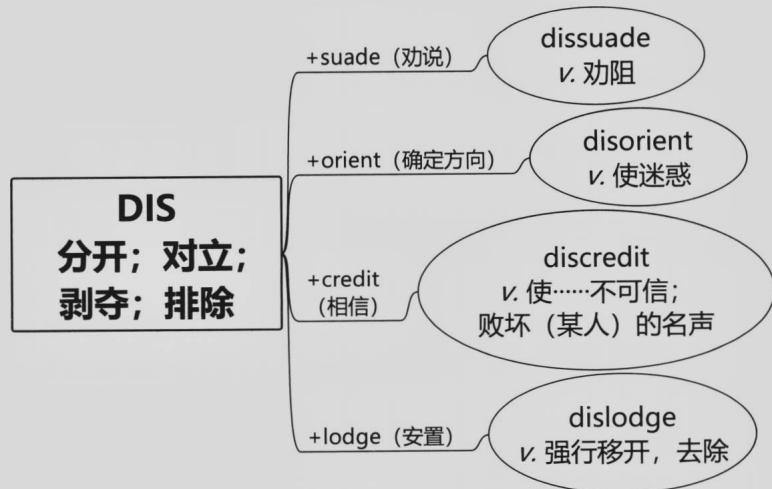 DIS
分开；对立；
剥夺；排除
+suade（劝说）
dissuade
v. 劝阻
+orient（确定方向）
disorient
v. 使迷惑
+credit
（相信）
discredit
v. 使……不可信；
败坏（某人）的名声
+lodge（安置）
dislodge
v. 强行移开，去除